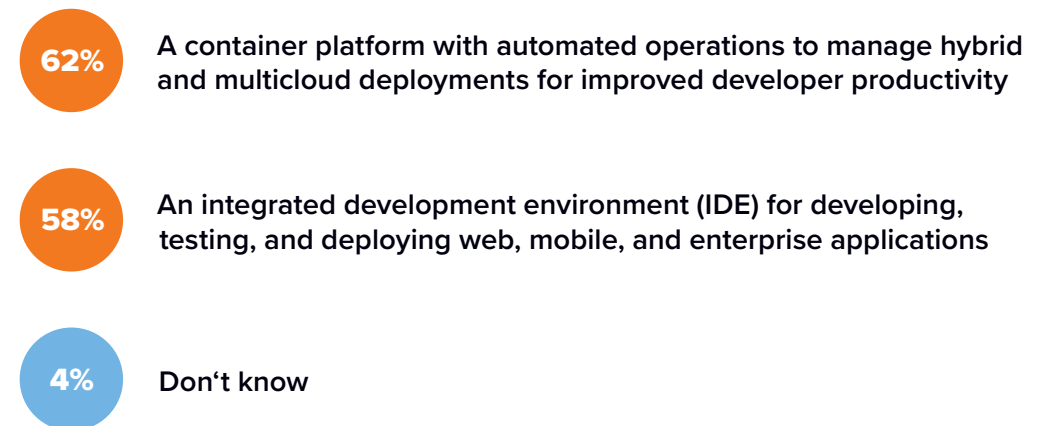 62%
A container platform with automated operations to manage hybrid
and multicloud deployments for improved developer productivity
58%
An integrated development environment (IDE) for developing,
testing, and deploying web, mobile, and enterprise applications
4%
Don‘t know